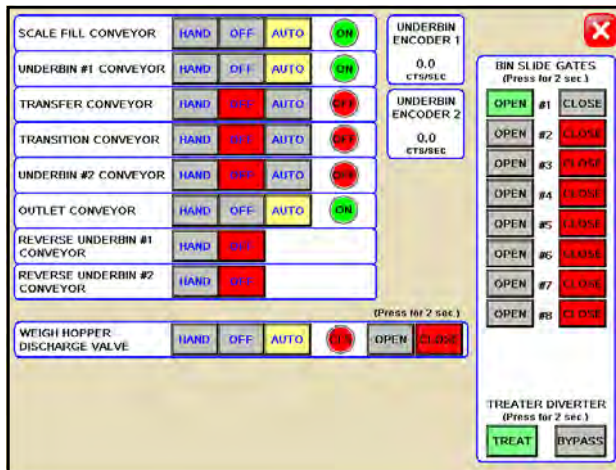 SCALE FILL CONVEYOR HAND OFF AUTO ON
UNDERBIN #1 CONVEYOR HAND OFF AUTO ON
TRANSFER CONVEYOR HAND OFF AUTO OFF
TRANSITION CONVEYOR HAND OFF AUTO OFF
UNDERBIN #2 CONVEYOR HAND OFF AUTO OFF
OUTLET CONVEYOR HAND OFF AUTO ON
REVERSE UNDERBIN #1
CONVEYOR HAND OFF
REVERSE UNDERBIN #2
CONVEYOR HAND OFF
(Press for 2 sec.)
WEIGH HOPPER
DISCHARGE VALVE HAND OFF AUTO CLS OPEN CLOSE
UNDERBIN
ENCODER 1
0.0
CTS/SEC
UNDERBIN
ENCODER 2
0.0
CTS/SEC
X
BIN SLIDE GATES
(Press for 2 sec.)
OPEN #1 CLOSE
OPEN #2 CLOSE
OPEN #3 CLOSE
OPEN #4 CLOSE
OPEN #5 CLOSE
OPEN #6 CLOSE
OPEN #7 CLOSE
OPEN #8 CLOSE
TREATER DIVERTER
(Press for 2 sec.)
TREAT BYPASS